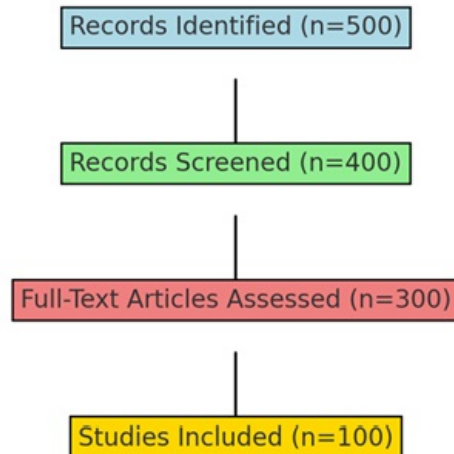 Records Identified (n=500)
Records Screened (n=400)
Full-Text Articles Assessed (n=300)
Studies Included (n=100)